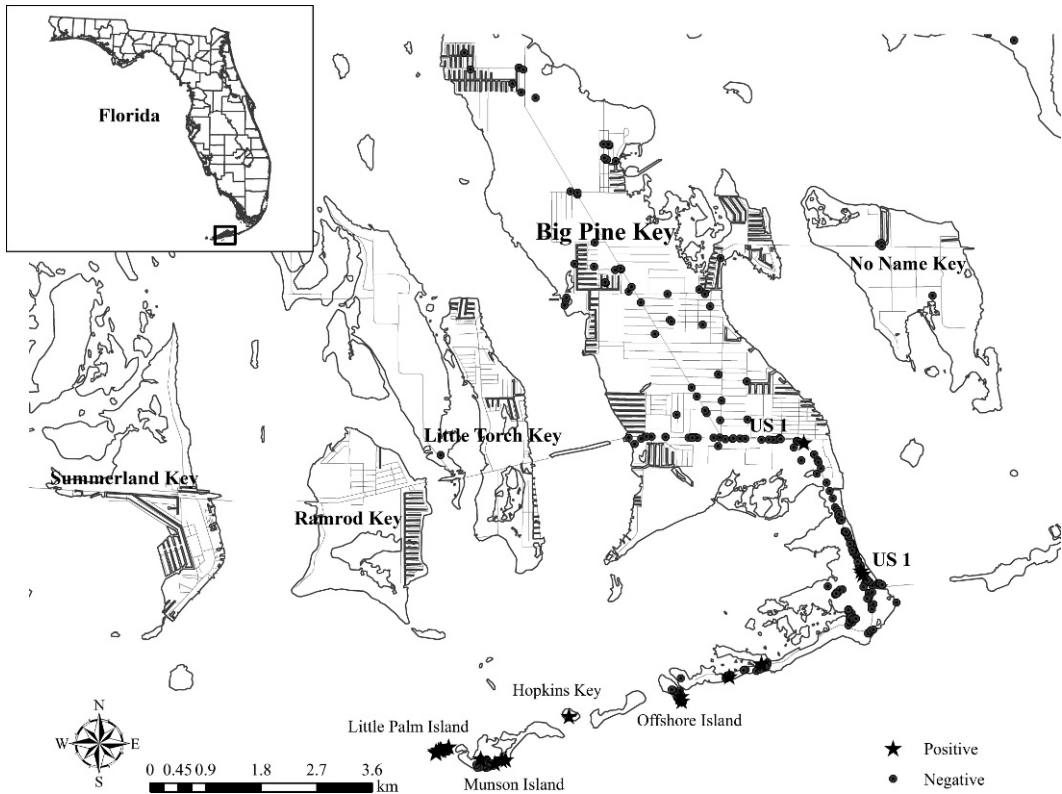 Florida
Big Pine Key
No Name Key
US 1
Little Torch Key
Summerland Key
Ramrod Key
US 1
Hopkins Key
Little Palm Island
Offshore Island
Munson Island
N
W E
S
0 0.45 0.9 1.8 2.7 3.6
km
Positive
Negative